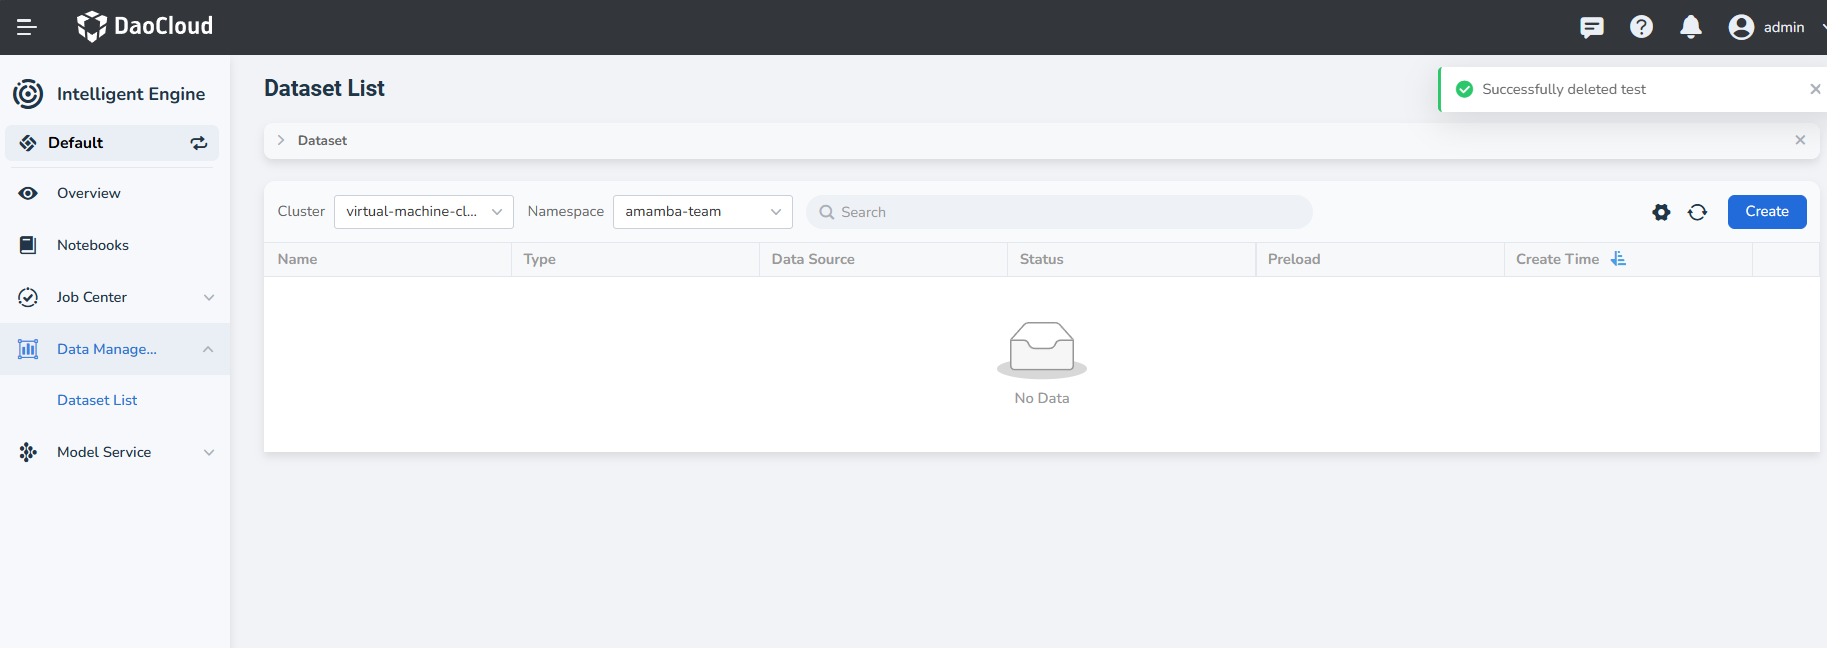 DaoCloud
admin
Intelligent Engine
Default
Overview
Notebooks
Job Center
Data Manage...
Dataset List
Model Service
Dataset List
Successfully deleted test
Dataset
Cluster virtual-machine-cl... Namespace amamba-team Search Create
Name Type Data Source Status Preload Create Time
No Data